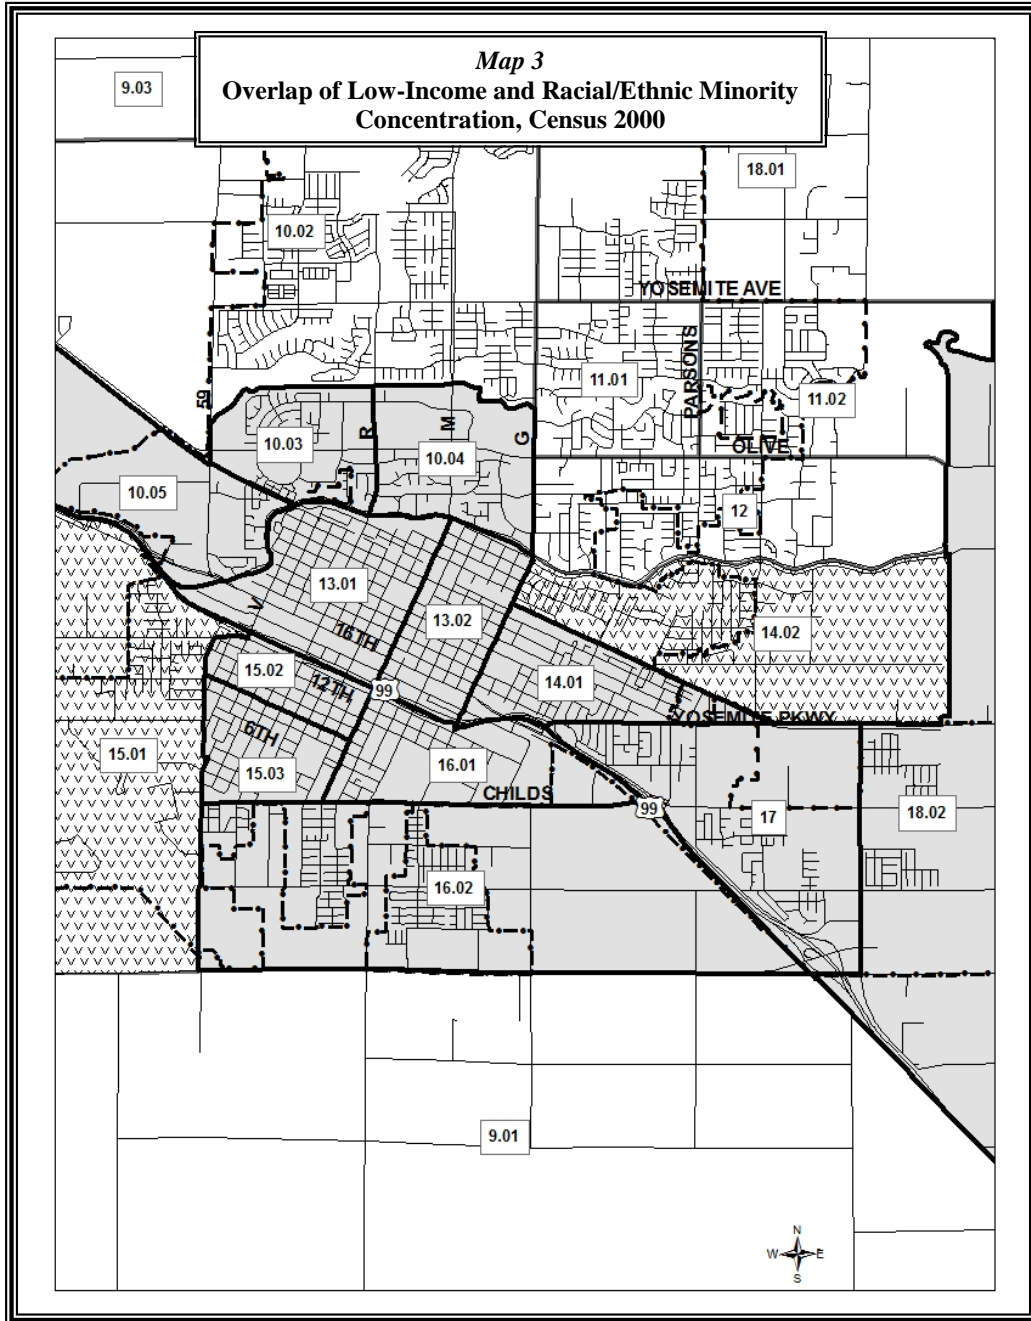 Map 3
Overlap of Low-Income and Racial/Ethnic Minority
Concentration, Census 2000
9.03
18.01
10.02
YOSEMITE AVE
PARSONS
11.01
11.02
59
R
M
G
OLIVE
10.03
10.04
10.05
12
13.01
V
16TH
13.02
14.02
15.02
12TH
99
14.01
YOSEMITE PKWY
6TH
15.01
15.03
16.01
CHILDS
99
17
18.02
16.02
9.01
N
W E
S